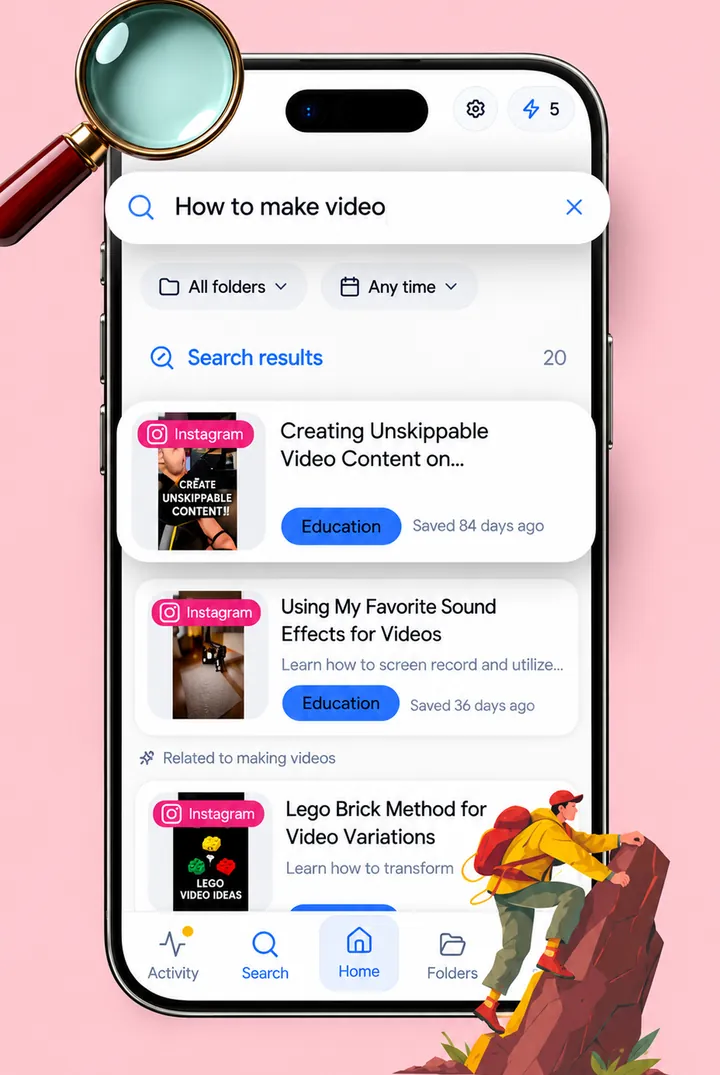 5
How to make video
All folders
Any time
Search results
20
Instagram
CREATE
UNSKIPPABLE
CONTENT!!
Creating Unskippable
Video Content on...
Education
Saved 84 days ago
Instagram
Using My Favorite Sound
Effects for Videos
Learn how to screen record and utilize...
Education
Saved 36 days ago
Related to making videos
Instagram
LEGO
VIDEO IDEAS
Lego Brick Method for
Video Variations
Learn how to transform
Activity
Search
Home
Folders